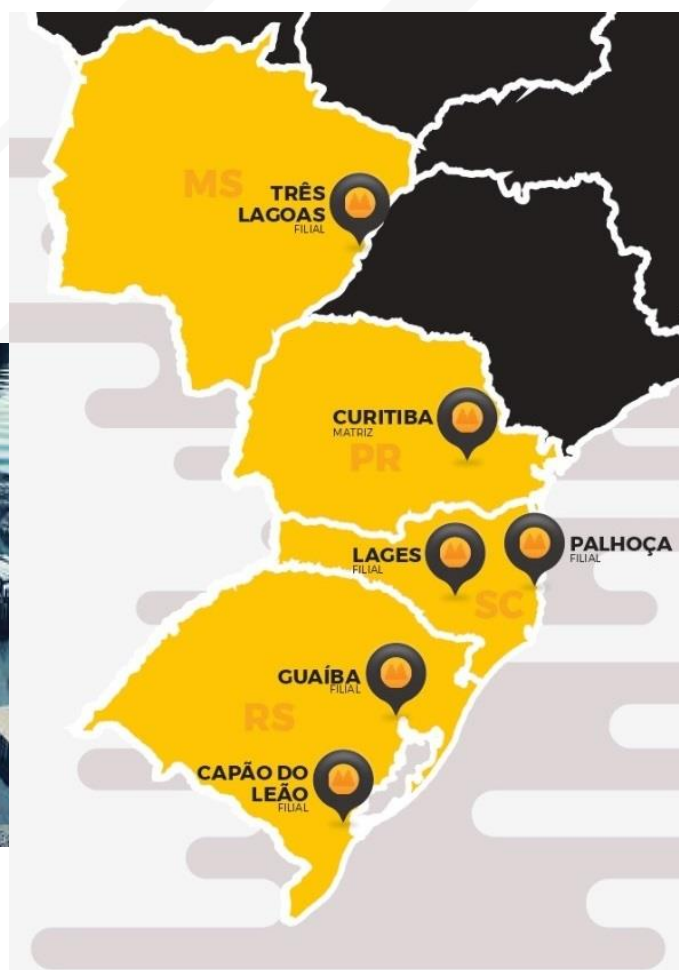 MS
TRÊS
LAGOAS
FILIAL
CURITIBA
MATRIZ
PR
LAGES
FILIAL
PALHOÇA
FILIAL
SC
GUAÍBA
FILIAL
RS
CAPÃO DO
LEÃO
FILIAL